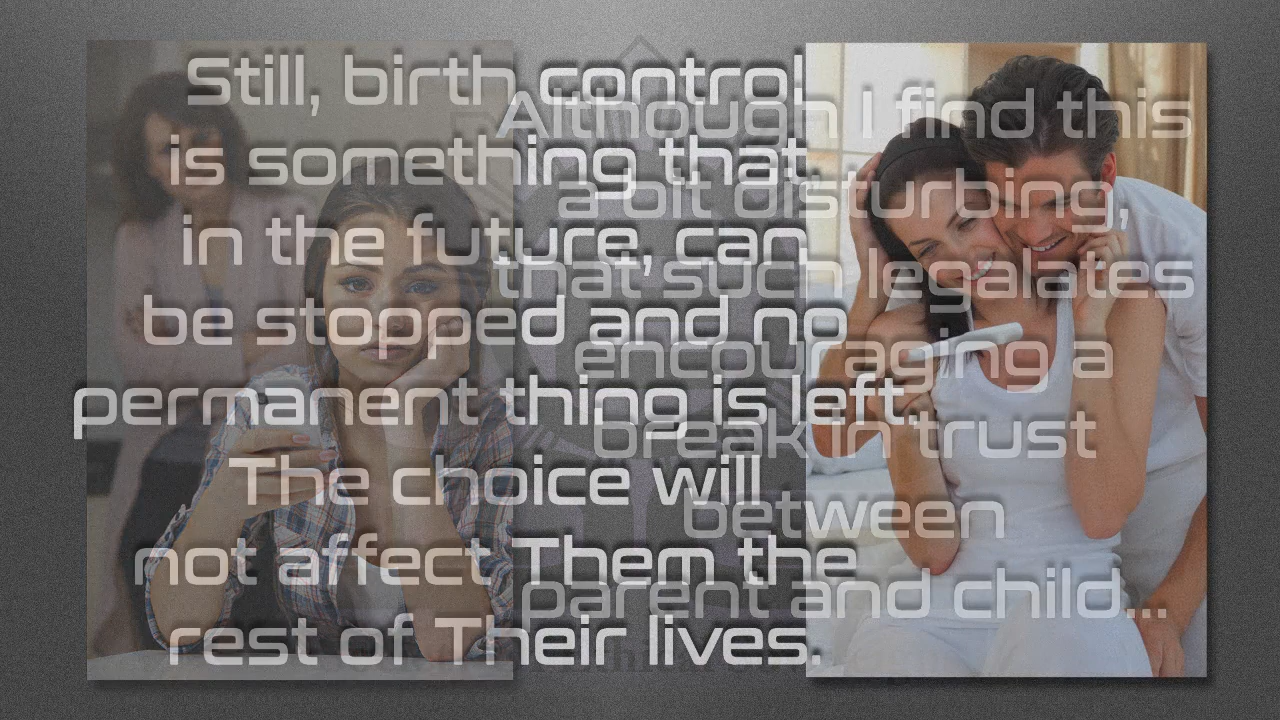 Still, birth control
is something that,
in the future, can
be stopped and no
permanent thing is left.
The choice will
not affect Them the
rest of Their lives.
Although I find this
a bit disturbing,
that such legalates
encouraging a
break in trust
between
parent and child...